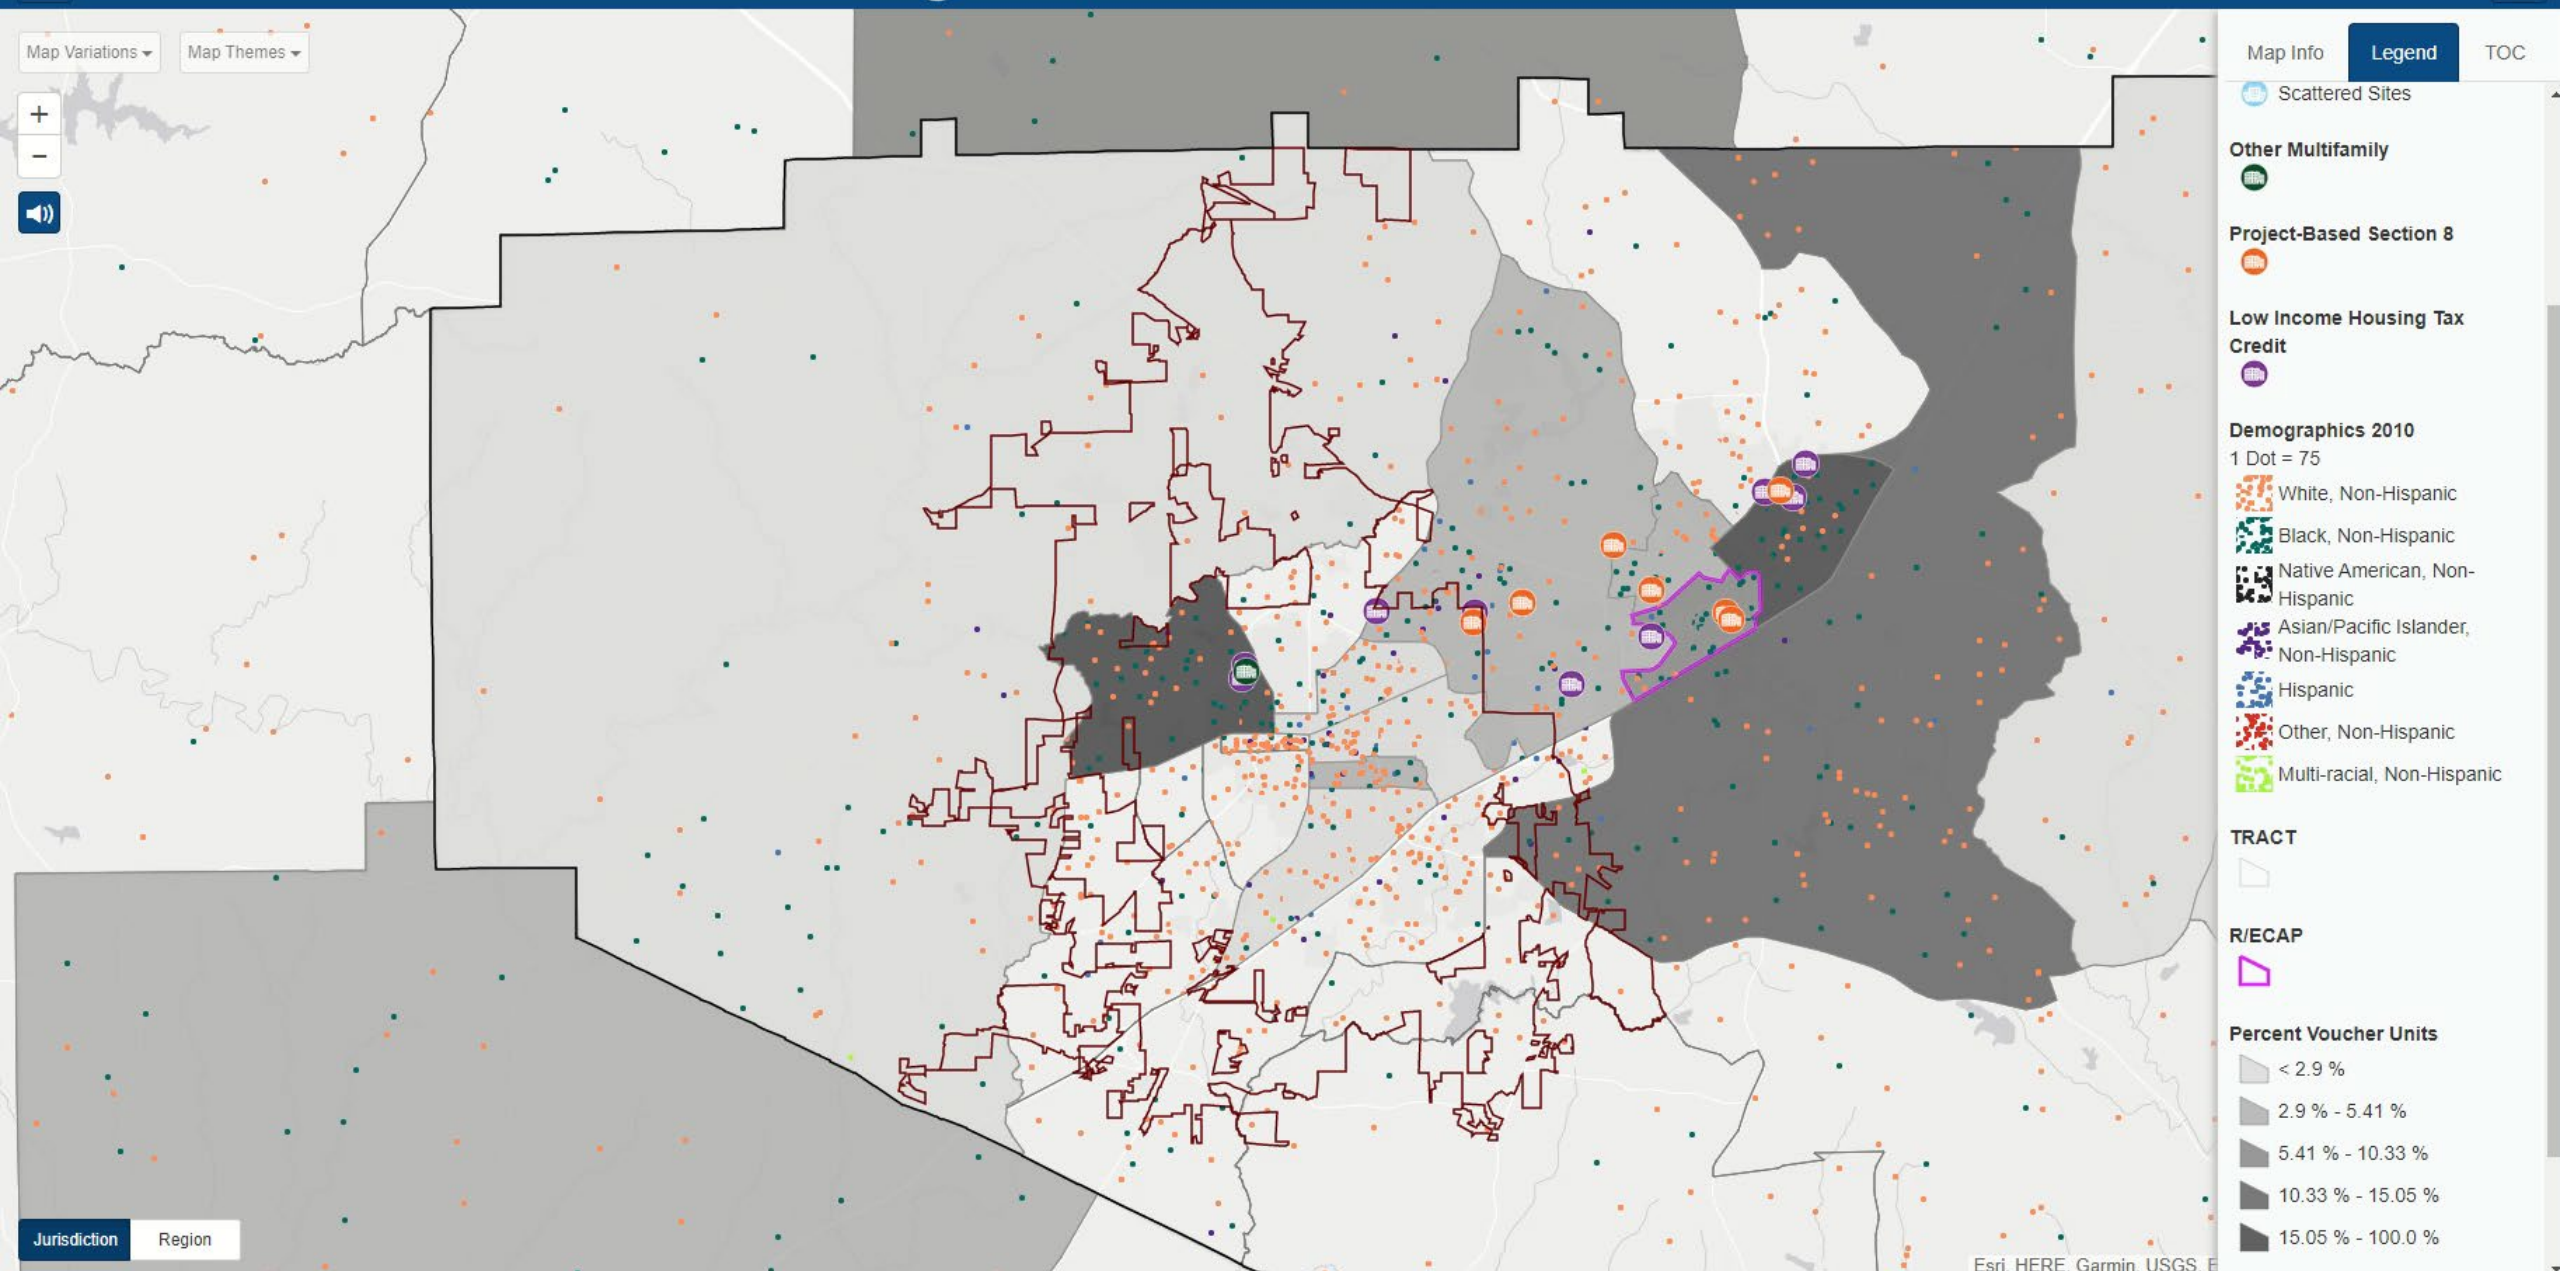 Map Variations
Map Themes
+
−
Jurisdiction
Region
Esri, HERE, Garmin, USGS,
Map Info
Legend
TOC
Scattered Sites
Other Multifamily
Project-Based Section 8
Low Income Housing Tax
Credit
Demographics 2010
1 Dot = 75
White, Non-Hispanic
Black, Non-Hispanic
Native American, Non-
Hispanic
Asian/Pacific Islander,
Non-Hispanic
Hispanic
Other, Non-Hispanic
Multi-racial, Non-Hispanic
TRACT
R/ECAP
Percent Voucher Units
< 2.9 %
2.9 % - 5.41 %
5.41 % - 10.33 %
10.33 % - 15.05 %
15.05 % - 100.0 %